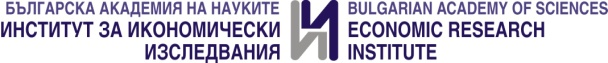 БЪЛГАРСКА АКАДЕМИЯ НА НАУКИТЕ
ИНСТИТУТ ЗА ИКОНОМИЧЕСКИ
ИЗСЛЕДВАНИЯ
BULGARIAN ACADEMY OF SCIENCES
ECONOMIC RESEARCH
INSTITUTE